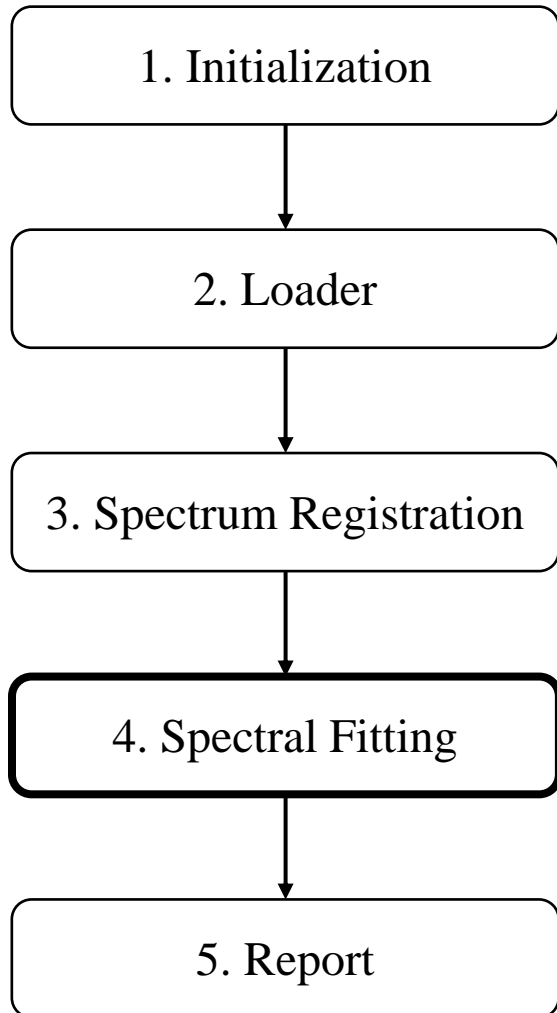 1. Initialization
2. Loader
3. Spectrum Registration
4. Spectral Fitting
5. Report